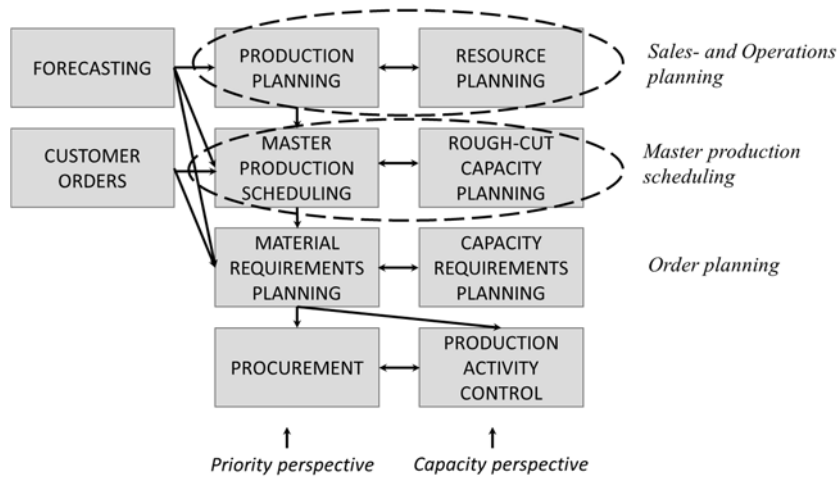 FORECASTING
PRODUCTION
PLANNING
RESOURCE
PLANNING
Sales- and Operations
planning
CUSTOMER
ORDERS
MASTER
PRODUCTION
SCHEDULING
ROUGH-CUT
CAPACITY
PLANNING
Master production
scheduling
MATERIAL
REQUIREMENTS
PLANNING
CAPACITY
REQUIREMENTS
PLANNING
Order planning
PROCUREMENT
PRODUCTION
ACTIVITY
CONTROL
Priority perspective
Capacity perspective